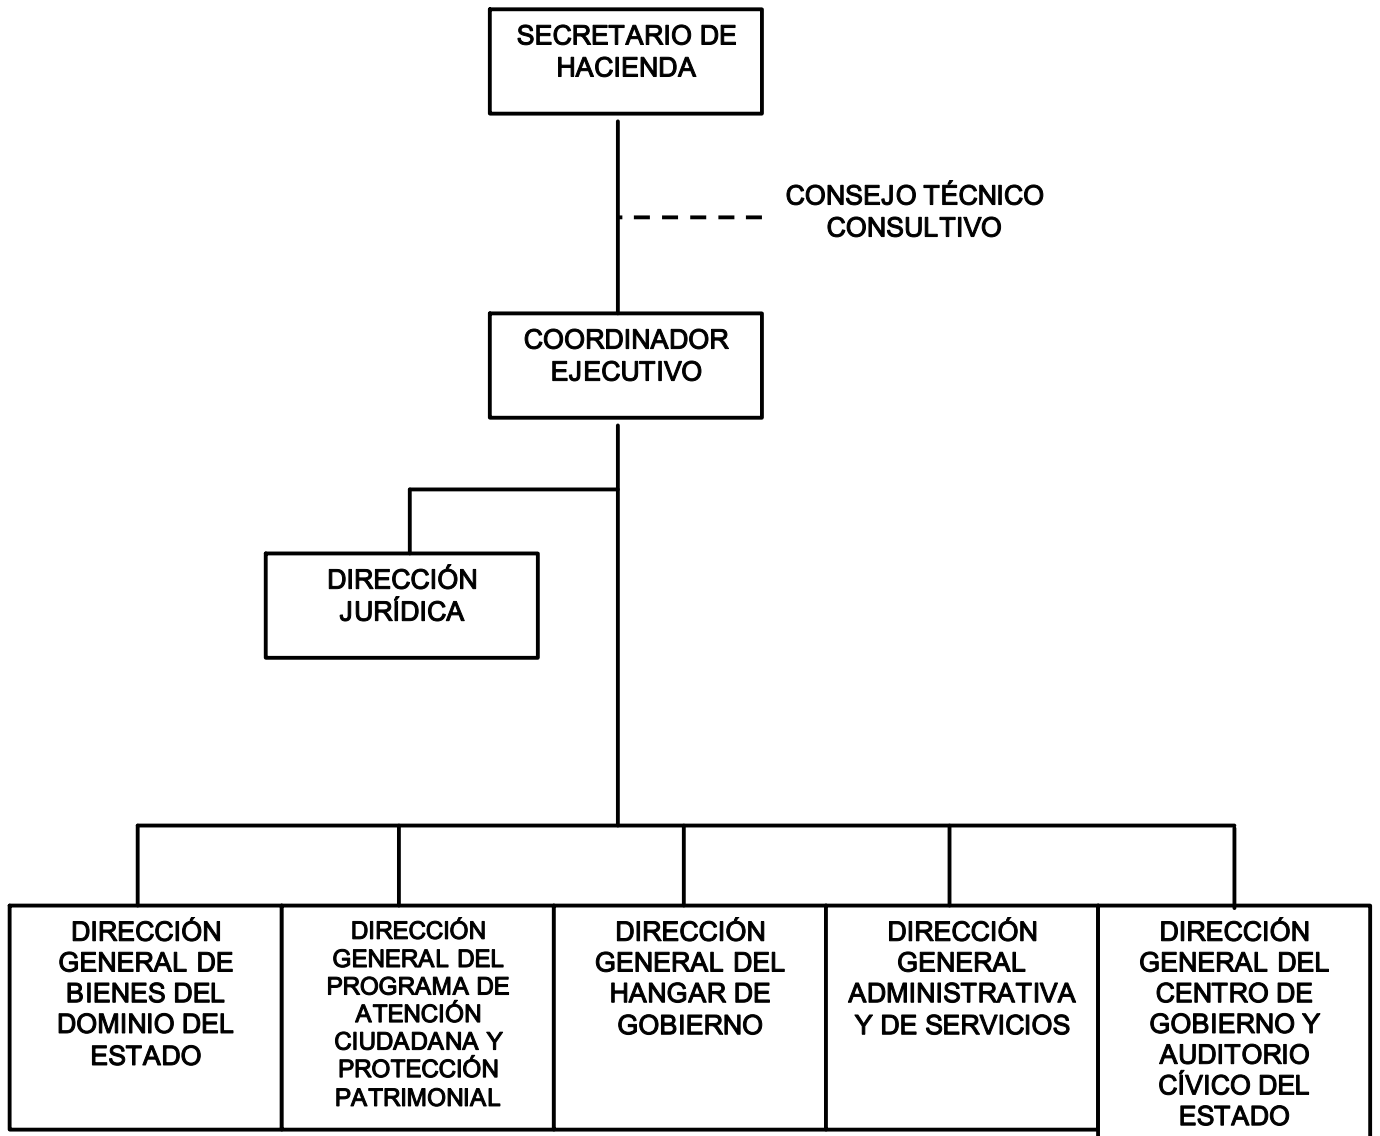 SECRETARIO DE
HACIENDA
CONSEJO TÉCNICO
CONSULTIVO
COORDINADOR
EJECUTIVO
DIRECCIÓN
JURÍDICA
DIRECCIÓN
GENERAL DE
BIENES DEL
DOMINIO DEL
ESTADO
DIRECCIÓN
GENERAL DEL
PROGRAMA DE
ATENCIÓN
CIUDADANA Y
PROTECCIÓN
PATRIMONIAL
DIRECCIÓN
GENERAL DEL
HANGAR DE
GOBIERNO
DIRECCIÓN
GENERAL
ADMINISTRATIVA
Y DE SERVICIOS
DIRECCIÓN
GENERAL DEL
CENTRO DE
GOBIERNO Y
AUDITORIO
CÍVICO DEL
ESTADO